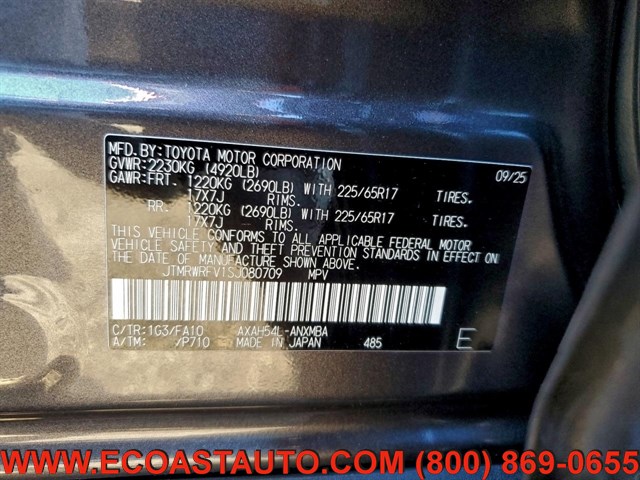 MFD.BY:TOYOTA MOTOR CORPORATION 09/25
GVWR:2230KG (4920LB)
GAWR:FRT. 1220KG (2690LB) WITH 225/65R17 TIRES.
17X7J RIMS.
RR. 1220KG (2690LB) WITH 225/65R17 TIRES.
17X7J RIMS.
THIS VEHICLE CONFORMS TO ALL APPLICABLE FEDERAL MOTOR
VEHICLE SAFETY AND THEFT PREVENTION STANDARDS IN EFFECT ON
THE DATE OF MANUFACTURE SHOWN ABOVE.
JTMRWRFV1SJ080709 MPV
C/TR:1G3/FA10 AXAH54L-ANXMBA
A/TM: /P710 MADE IN JAPAN 485 E
WWW.ECOASTAUTO.COM (800) 869-0655